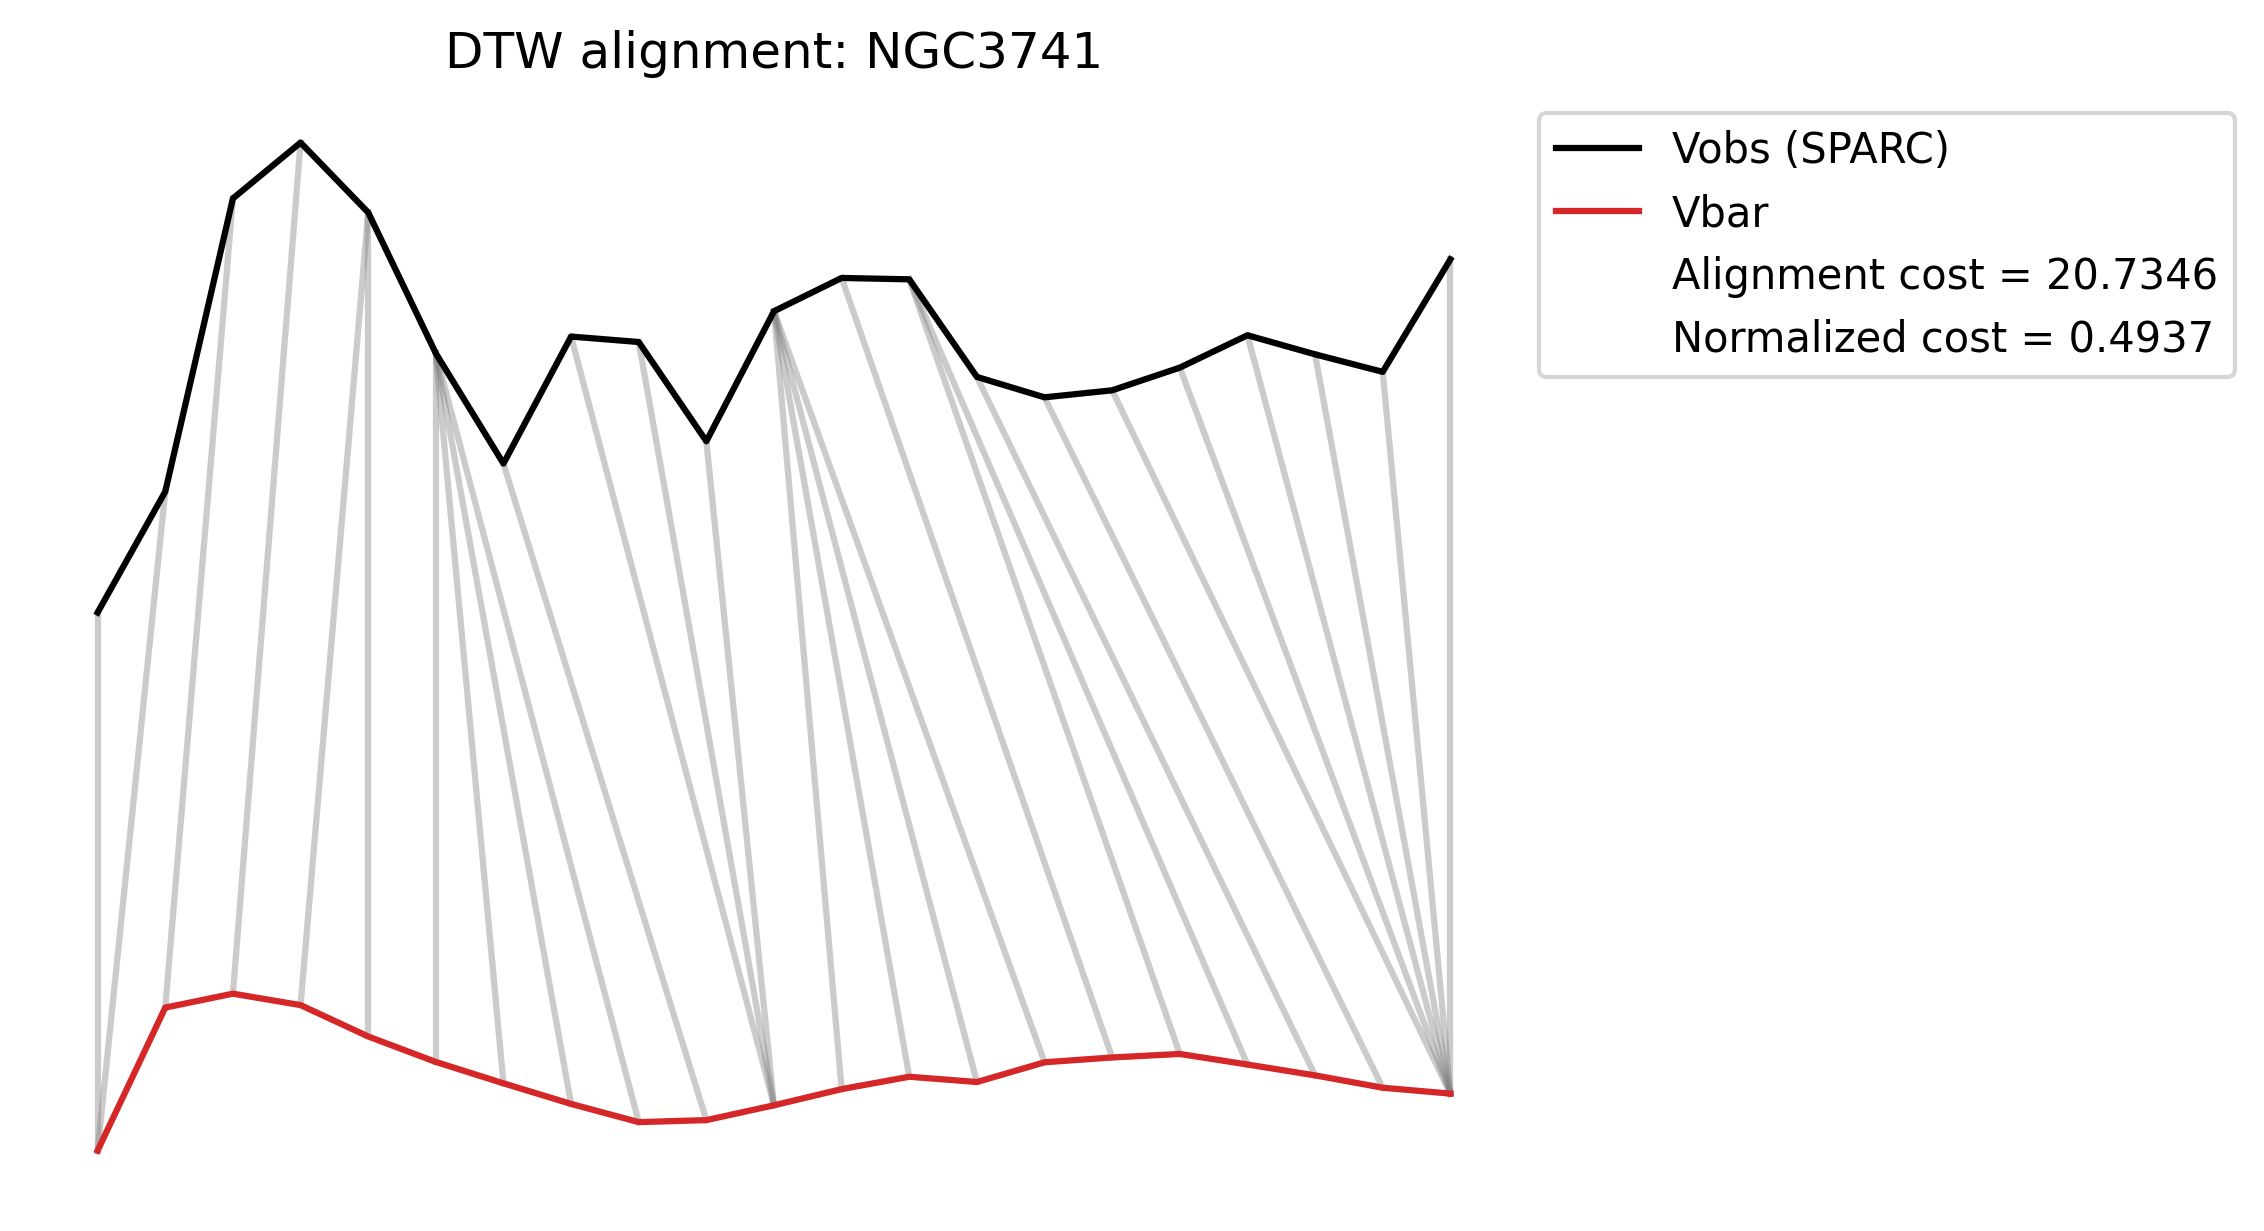 DTW alignment: NGC3741
Vobs (SPARC)
Vbar
Alignment cost = 20.7346
Normalized cost = 0.4937